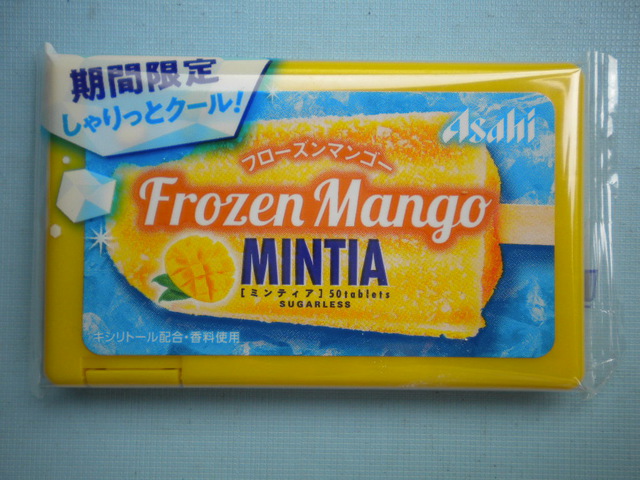 期間限定
しゃりっとクール!
Asahi
フローズンマンゴー
Frozen Mango
MINTIA
[ミンティア] 50tablets
SUGARLESS
キシリトール配合・香料使用